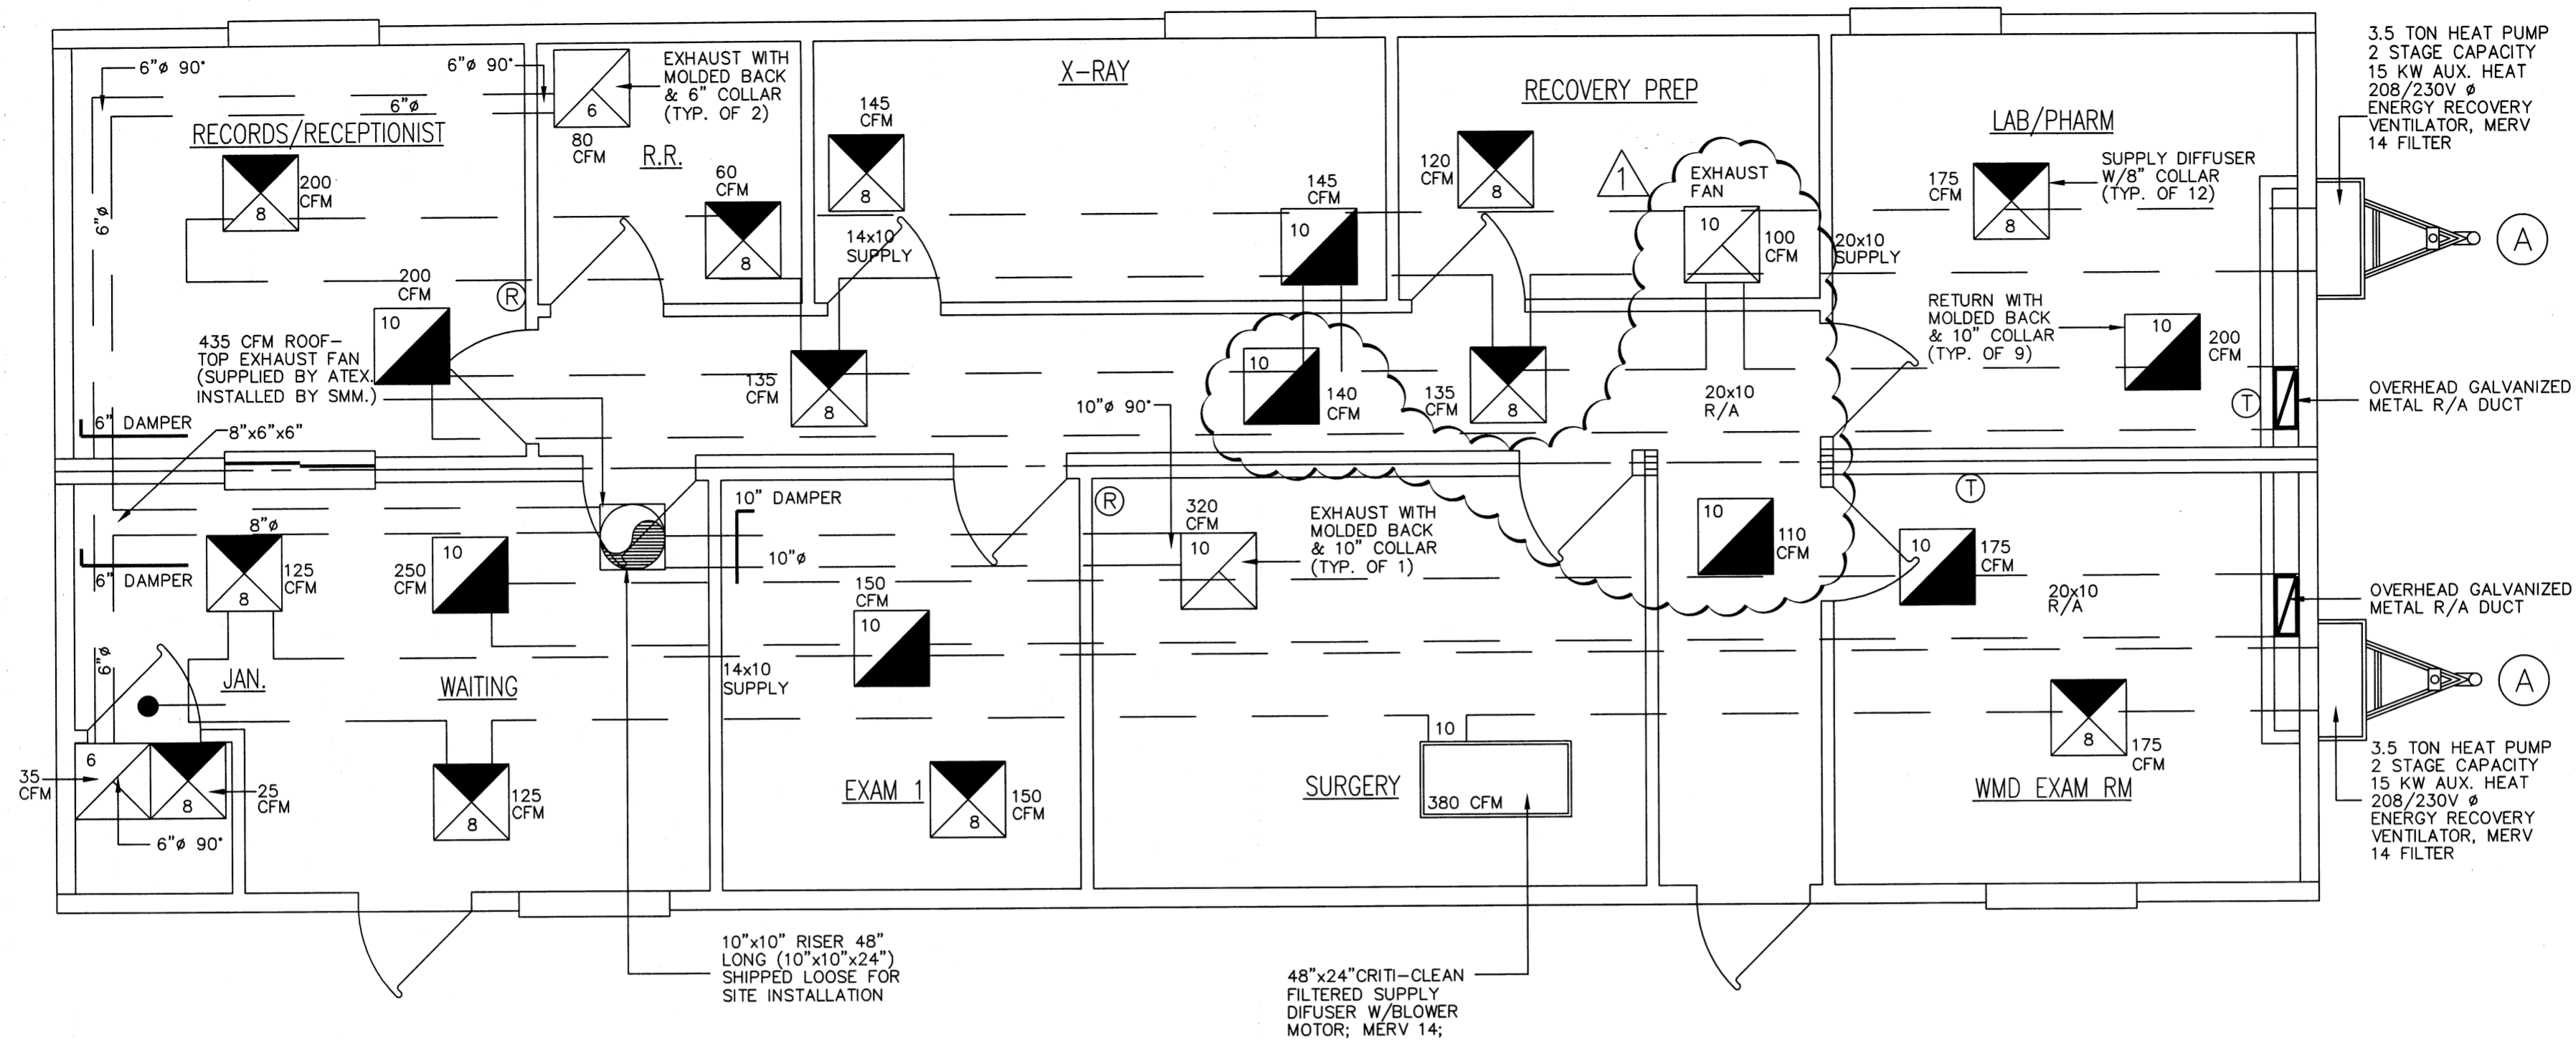 6"ø 90°
6"ø 90°
6"ø
RECORDS/RECEPTIONIST
6"ø
200
CFM
8
200
CFM
10
R
435 CFM ROOF-
TOP EXHAUST FAN
(SUPPLIED BY ATEX.
INSTALLED BY SMM.)
6" DAMPER
8"x6"x6"
EXHAUST WITH
MOLDED BACK
& 6" COLLAR
(TYP. OF 2)
6
80
CFM
R.R.
60
CFM
8
X-RAY
145
CFM
8
14x10
SUPPLY
145
CFM
10
135
CFM
8
RECOVERY PREP
120
CFM
8
1
EXHAUST
FAN
10
100
CFM
20x10
SUPPLY
10
140
CFM
135
CFM
8
20x10
R/A
10"ø 90°
LAB/PHARM
175
CFM
8
SUPPLY DIFFUSER
W/8" COLLAR
(TYP. OF 12)
RETURN WITH
MOLDED BACK
& 10" COLLAR
(TYP. OF 9)
10
200
CFM
T
3.5 TON HEAT PUMP
2 STAGE CAPACITY
15 KW AUX. HEAT
208/230V ø
ENERGY RECOVERY
VENTILATOR, MERV
14 FILTER
A
OVERHEAD GALVANIZED
METAL R/A DUCT
6" DAMPER
8"ø
8
125
CFM
250
CFM
10
6"ø
JAN.
WAITING
6
35
CFM
8
25
CFM
6"ø 90°
125
CFM
8
10" DAMPER
10"ø
14x10
SUPPLY
150
CFM
10
EXAM 1
8
150
CFM
R
320
CFM
10
EXHAUST WITH
MOLDED BACK
& 10" COLLAR
(TYP. OF 1)
SURGERY
10
380 CFM
10
110
CFM
T
10
175
CFM
20x10
R/A
8
175
CFM
WMD EXAM RM
OVERHEAD GALVANIZED
METAL R/A DUCT
A
3.5 TON HEAT PUMP
2 STAGE CAPACITY
15 KW AUX. HEAT
208/230V ø
ENERGY RECOVERY
VENTILATOR, MERV
14 FILTER
10"x10" RISER 48"
LONG (10"x10"x24")
SHIPPED LOOSE FOR
SITE INSTALLATION
48"x24"CRITI-CLEAN
FILTERED SUPPLY
DIFUSER W/BLOWER
MOTOR; MERV 14;